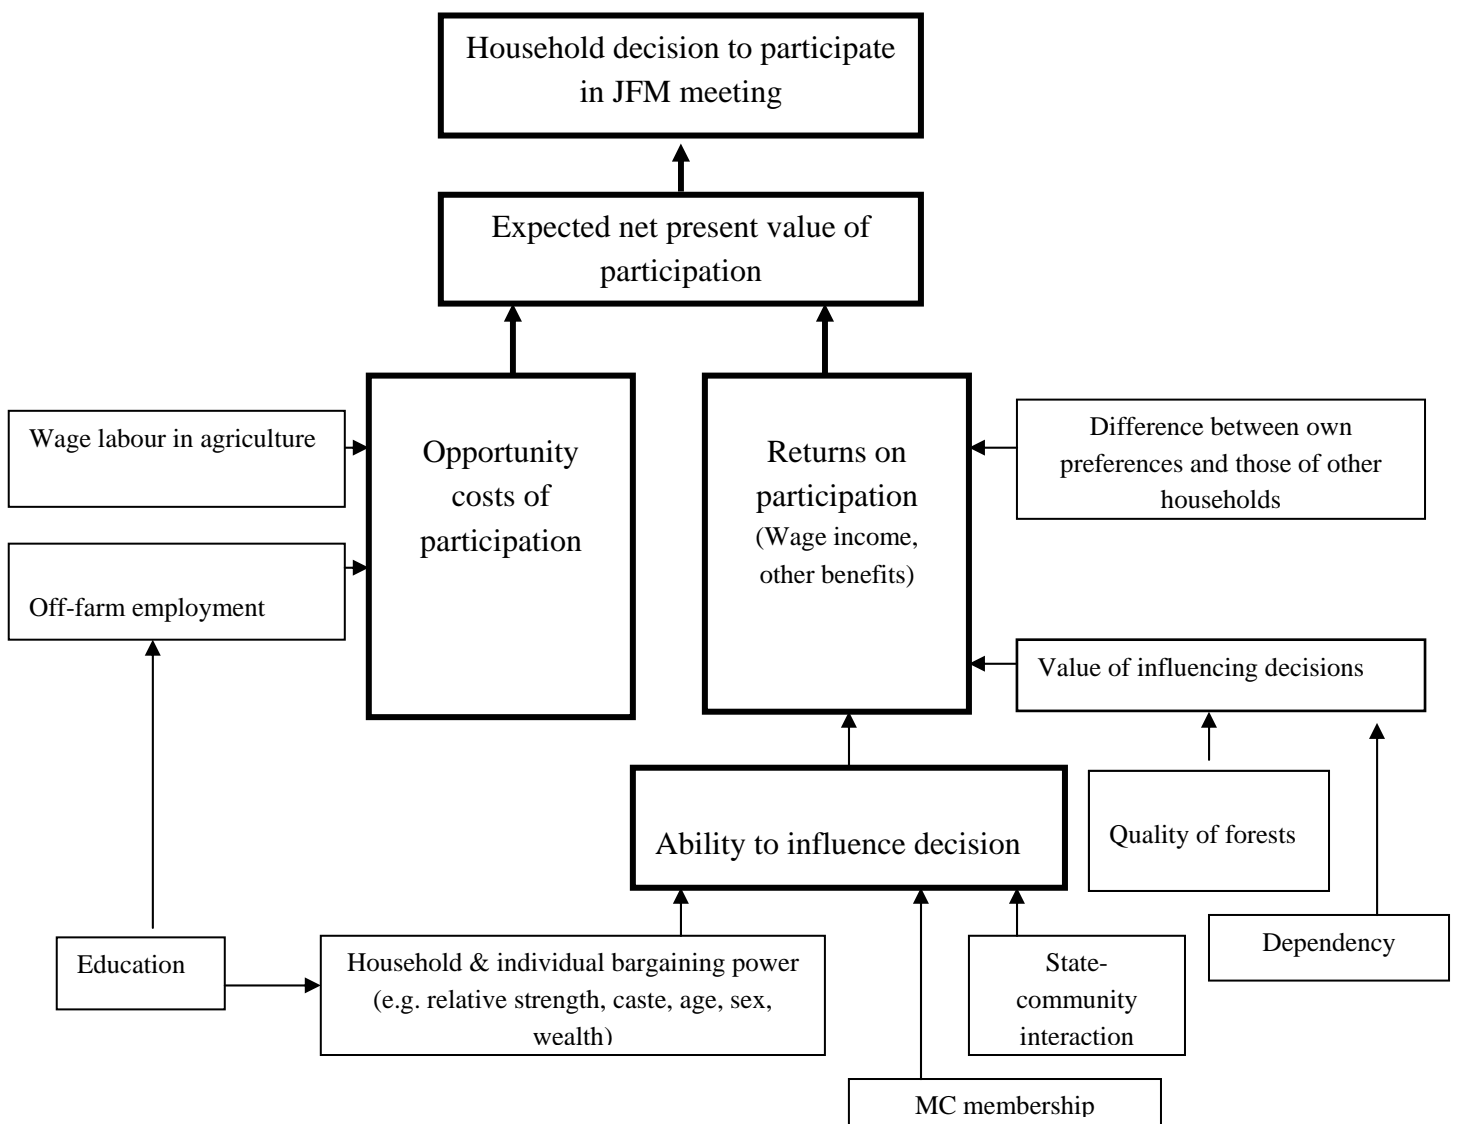 Household decision to participate
in JFM meeting
Expected net present value of
participation
Wage labour in agriculture
Opportunity
costs of
participation
Returns on
participation
(Wage income,
other benefits)
Difference between own
preferences and those of other
households
Off-farm employment
Value of influencing decisions
Ability to influence decision
Quality of forests
Dependency
Education
Household & individual bargaining power
(e.g. relative strength, caste, age, sex,
wealth)
State-
community
interaction
MC membership